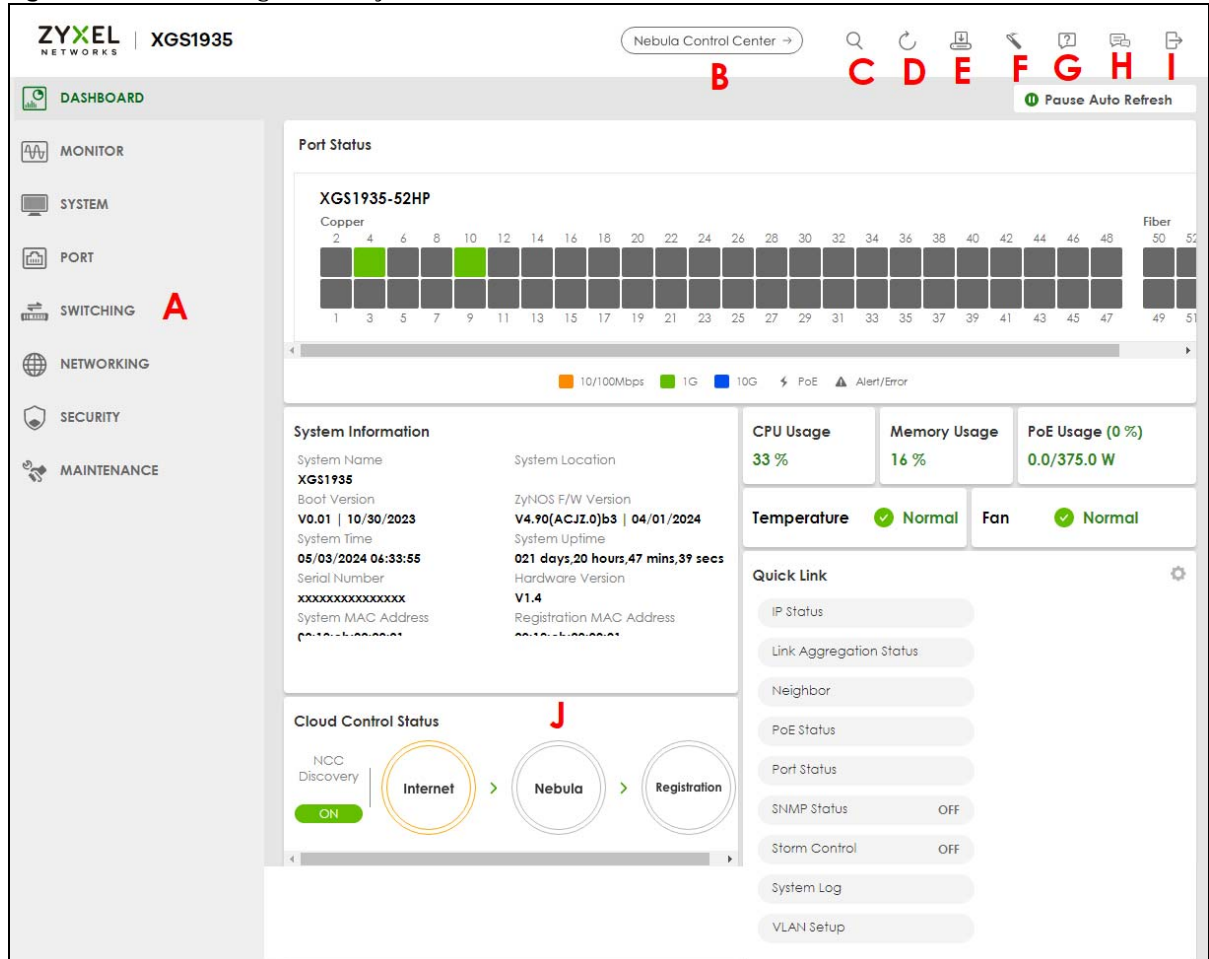 ZYXEL NETWORKS XGS1935
Nebula Control Center →
B C D E F G H I
DASHBOARD
Pause Auto Refresh
MONITOR
SYSTEM
PORT
SWITCHING A
NETWORKING
SECURITY
MAINTENANCE
Port Status
XGS1935-52HP
Copper Fiber
2 4 6 8 10 12 14 16 18 20 22 24 26 28 30 32 34 36 38 40 42 44 46 48 50 52
1 3 5 7 9 11 13 15 17 19 21 23 25 27 29 31 33 35 37 39 41 43 45 47 49 51
10/100Mbps 1G 10G PoE Alert/Error
System Information
System Name System Location
XGS1935
Boot Version ZyNOS F/W Version
V0.01 | 10/30/2023 V4.90(ACJZ.0)b3 | 04/01/2024
System Time System Uptime
05/03/2024 06:33:55 021 days,20 hours,47 mins,39 secs
Serial Number Hardware Version
xxxxxxxxxxxxxxx V1.4
System MAC Address Registration MAC Address
CPU Usage Memory Usage PoE Usage (0 %)
33 % 16 % 0.0/375.0 W
Temperature Normal Fan Normal
Quick Link
IP Status
Link Aggregation Status
Neighbor
PoE Status
Port Status
SNMP Status OFF
Storm Control OFF
System Log
VLAN Setup
Cloud Control Status J
NCC
Discovery
ON
Internet > Nebula > Registration